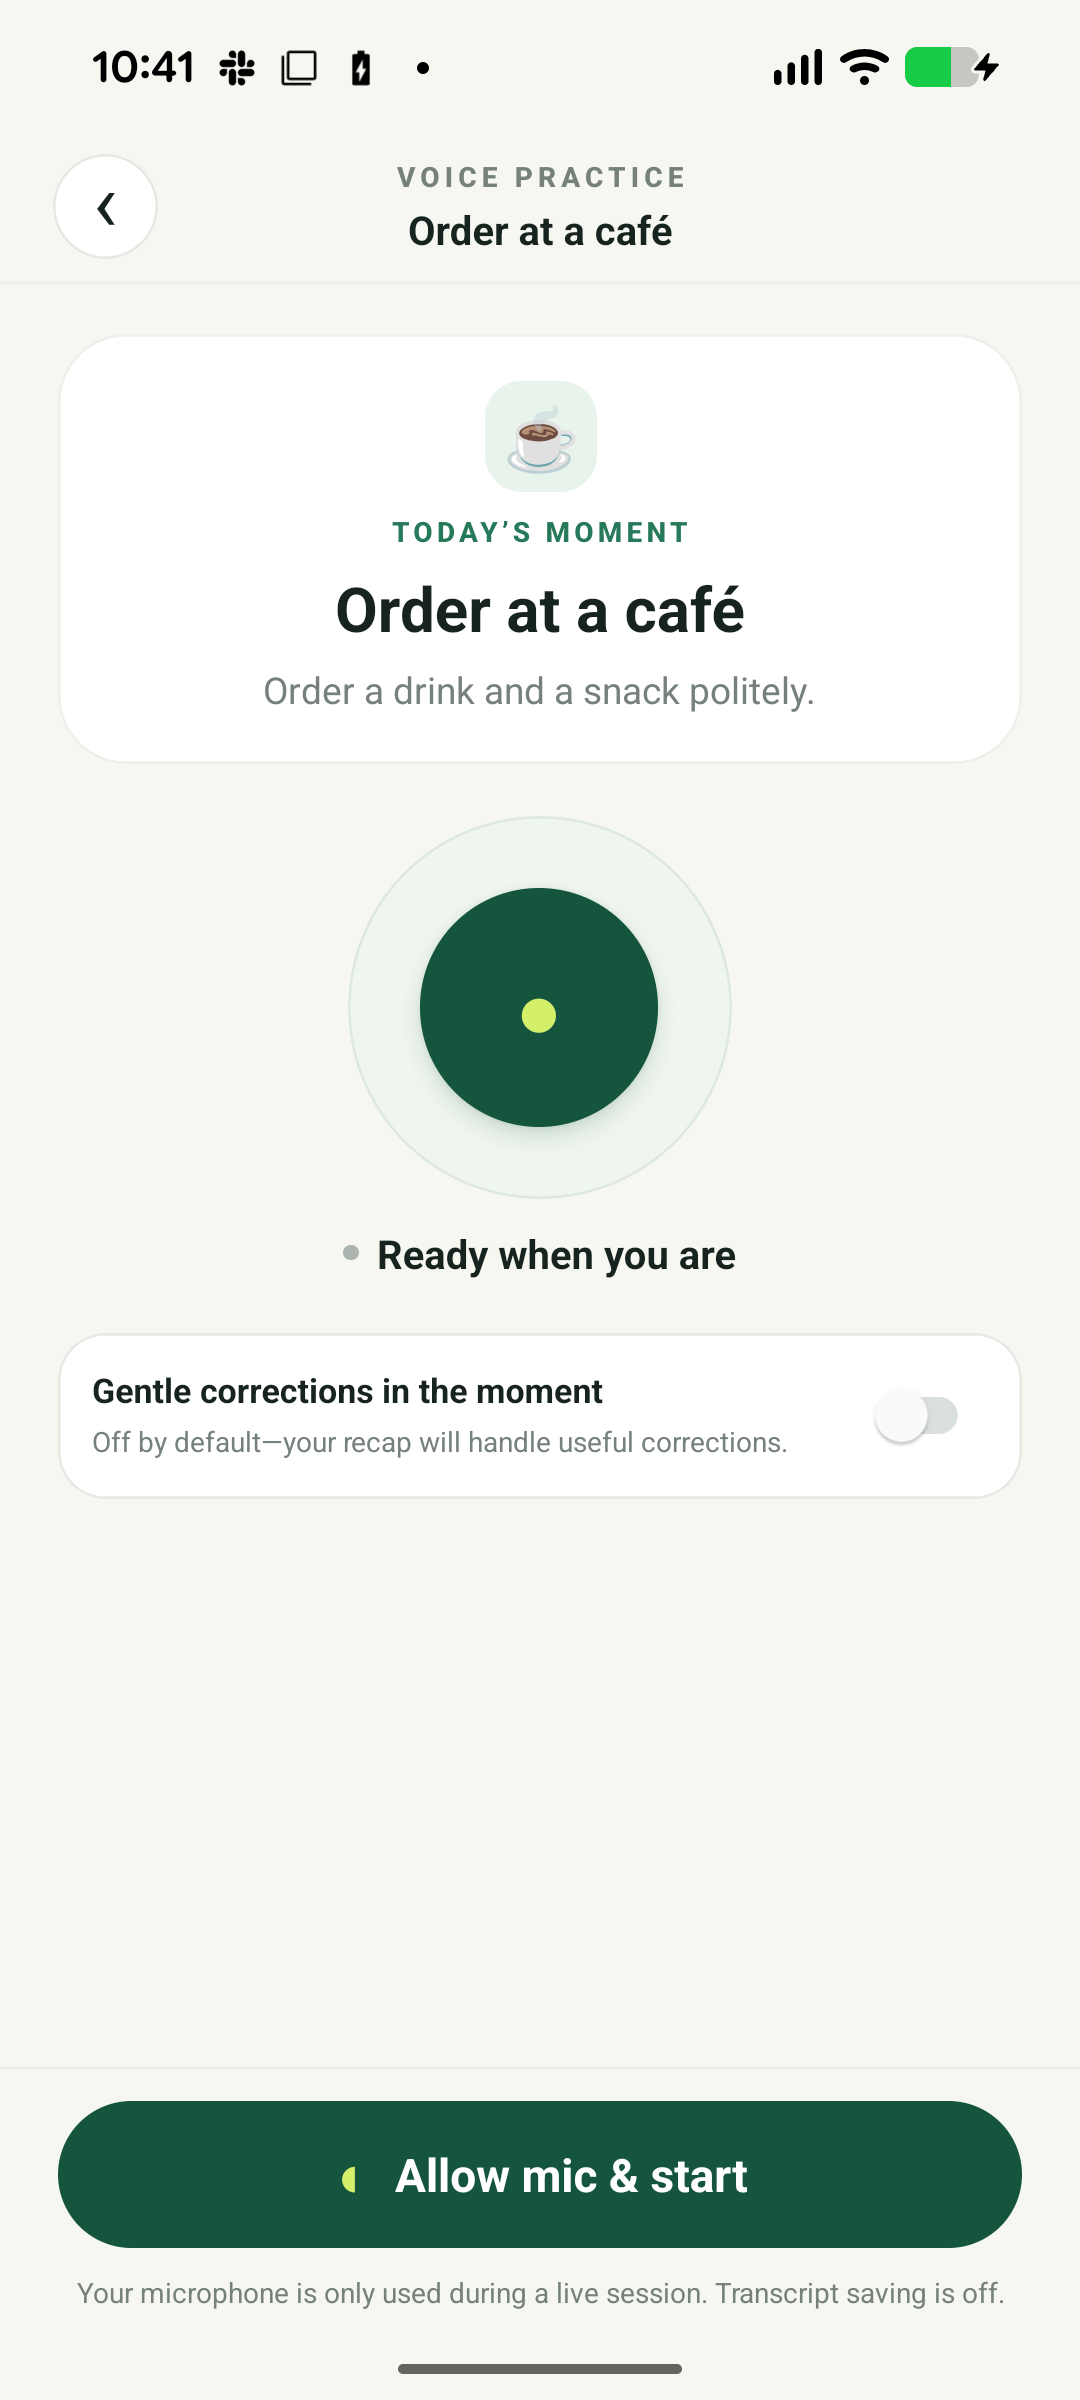 10:41
VOICE PRACTICE
Order at a café
TODAY’S MOMENT
Order at a café
Order a drink and a snack politely.
Ready when you are
Gentle corrections in the moment
Off by default—your recap will handle useful corrections.
Allow mic & start
Your microphone is only used during a live session. Transcript saving is off.